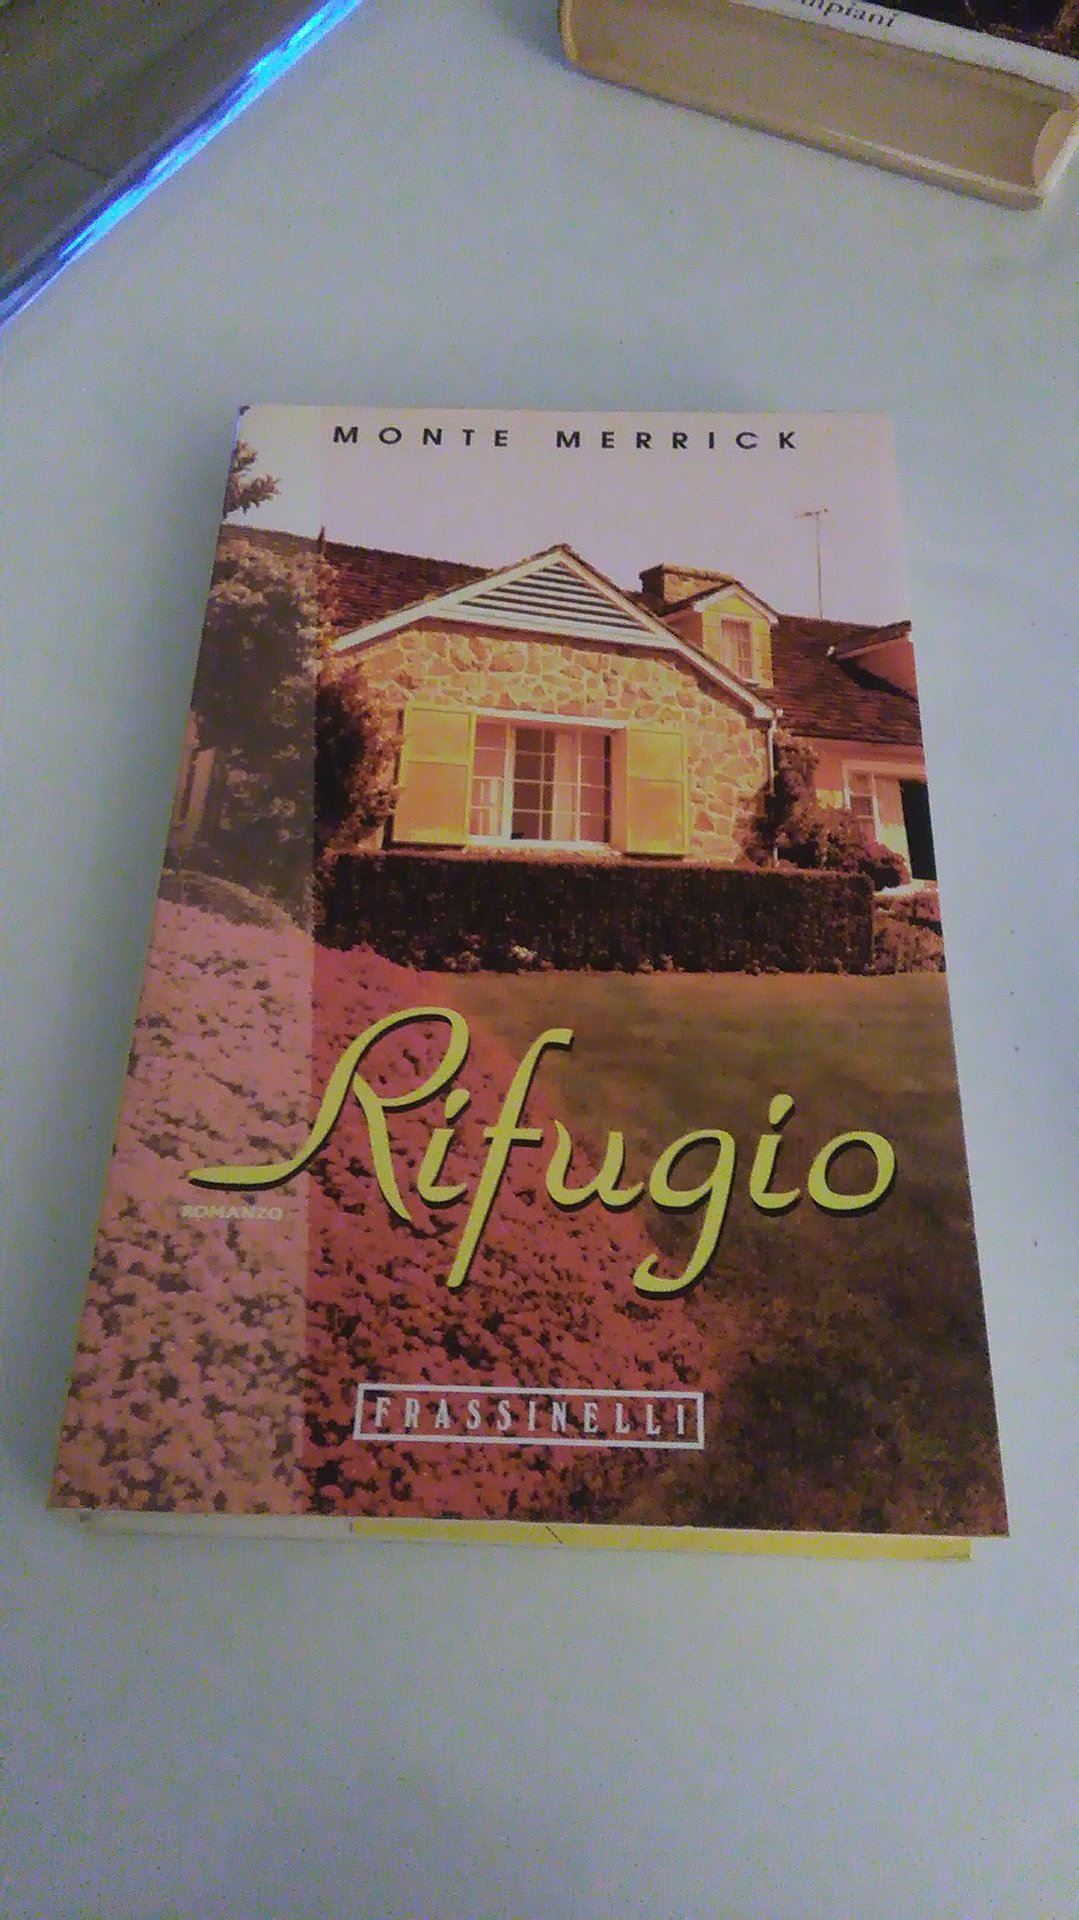 MONTE MERRICK
Rifugio
ROMANZO
FRASSINELLI